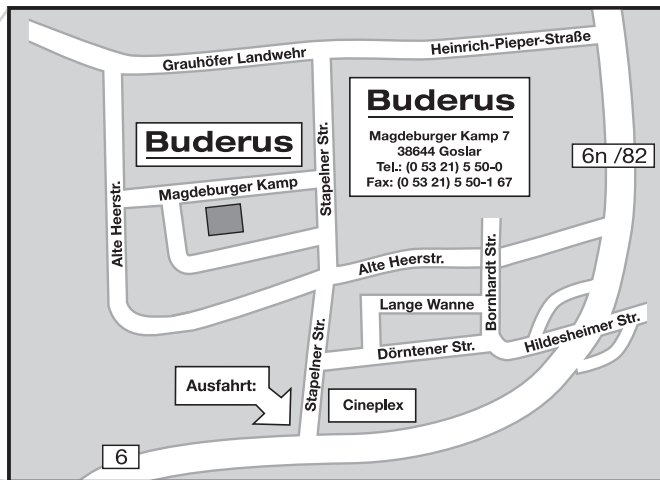 Grauhöfer Landwehr
Heinrich-Pieper-Straße
Buderus
Magdeburger Kamp 7
38644 Goslar
Tel.: (0 53 21) 5 50-0
Fax: (0 53 21) 5 50-1 67
Buderus
6n /82
Stapelner Str.
Magdeburger Kamp
Alte Heerstr.
Alte Heerstr.
Bornhardt Str.
Lange Wanne
Hildesheimer Str.
Dörntener Str.
Stapelner Str.
Ausfahrt:
Cineplex
6